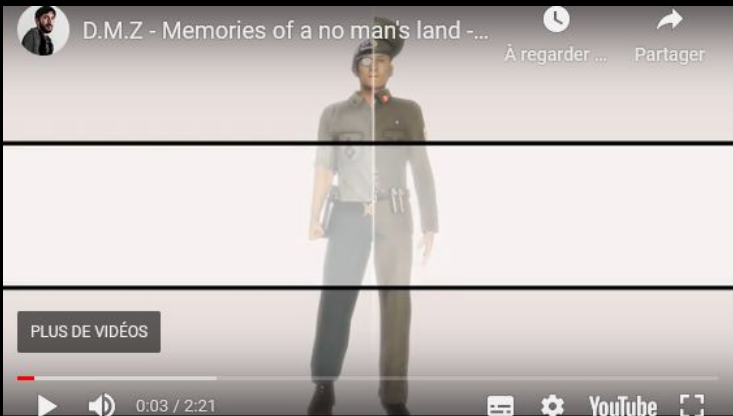 D.M.Z - Memories of a no man's land -...
À regarder ...
Partager
PLUS DE VIDÉOS
0:03 / 2:21
YouTube